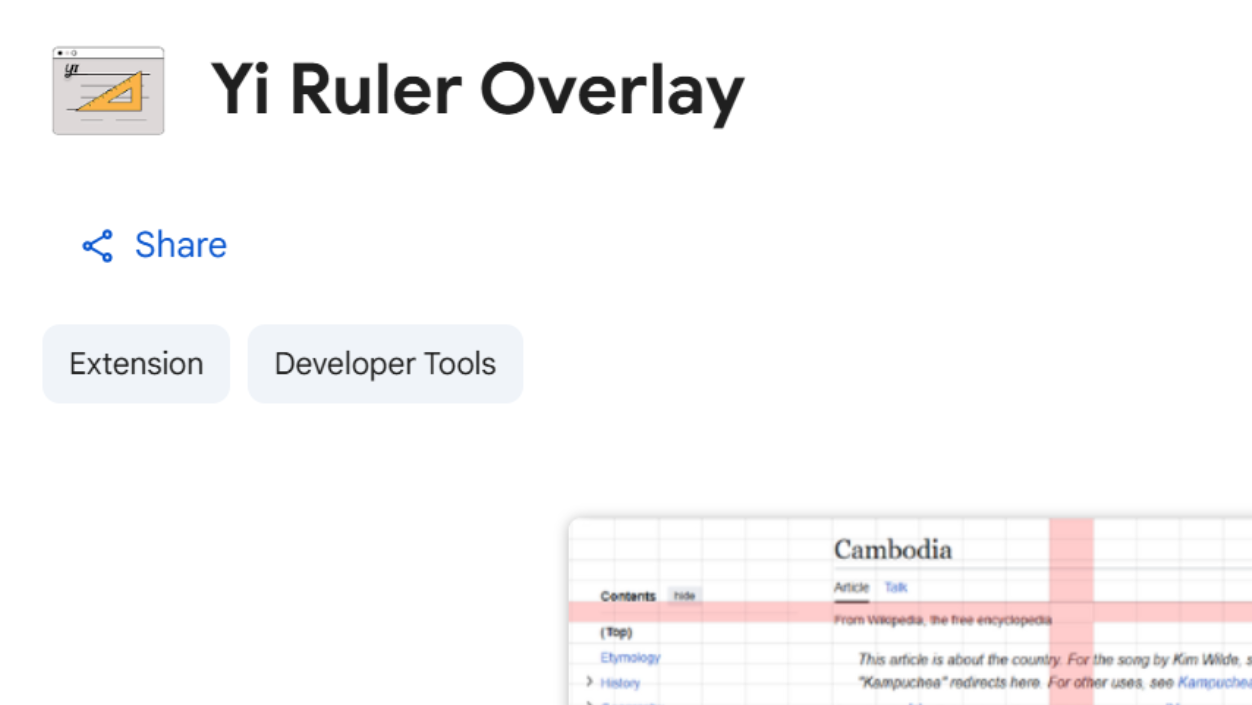 yi
Yi Ruler Overlay
Share
Extension
Developer Tools
Cambodia
Article Talk
Contents hide
From Wikipedia, the free encyclopedia
(Top)
Etymology
This article is about the country. For the song by Kim Wilde, s
History
"Kampuchea" redirects here. For other uses, see Kampuchea